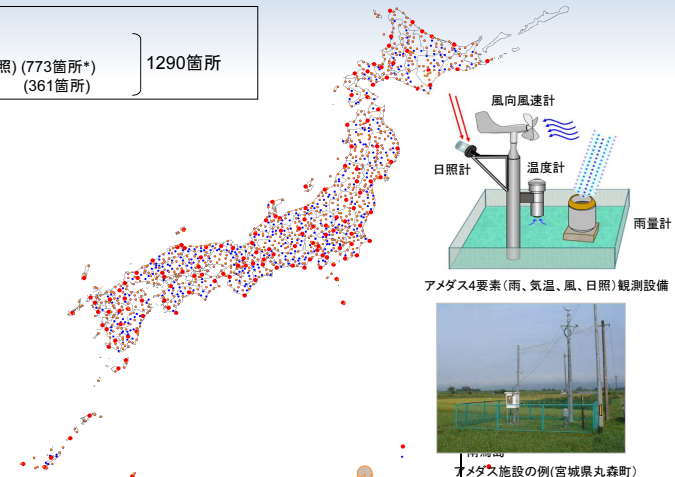 照) (773箇所*)
(361箇所)
1290箇所
風向風速計
日照計
温度計
雨量計
アメダス4要素（雨、気温、風、日照）観測設備
アメダス施設の例(宮城県丸森町）